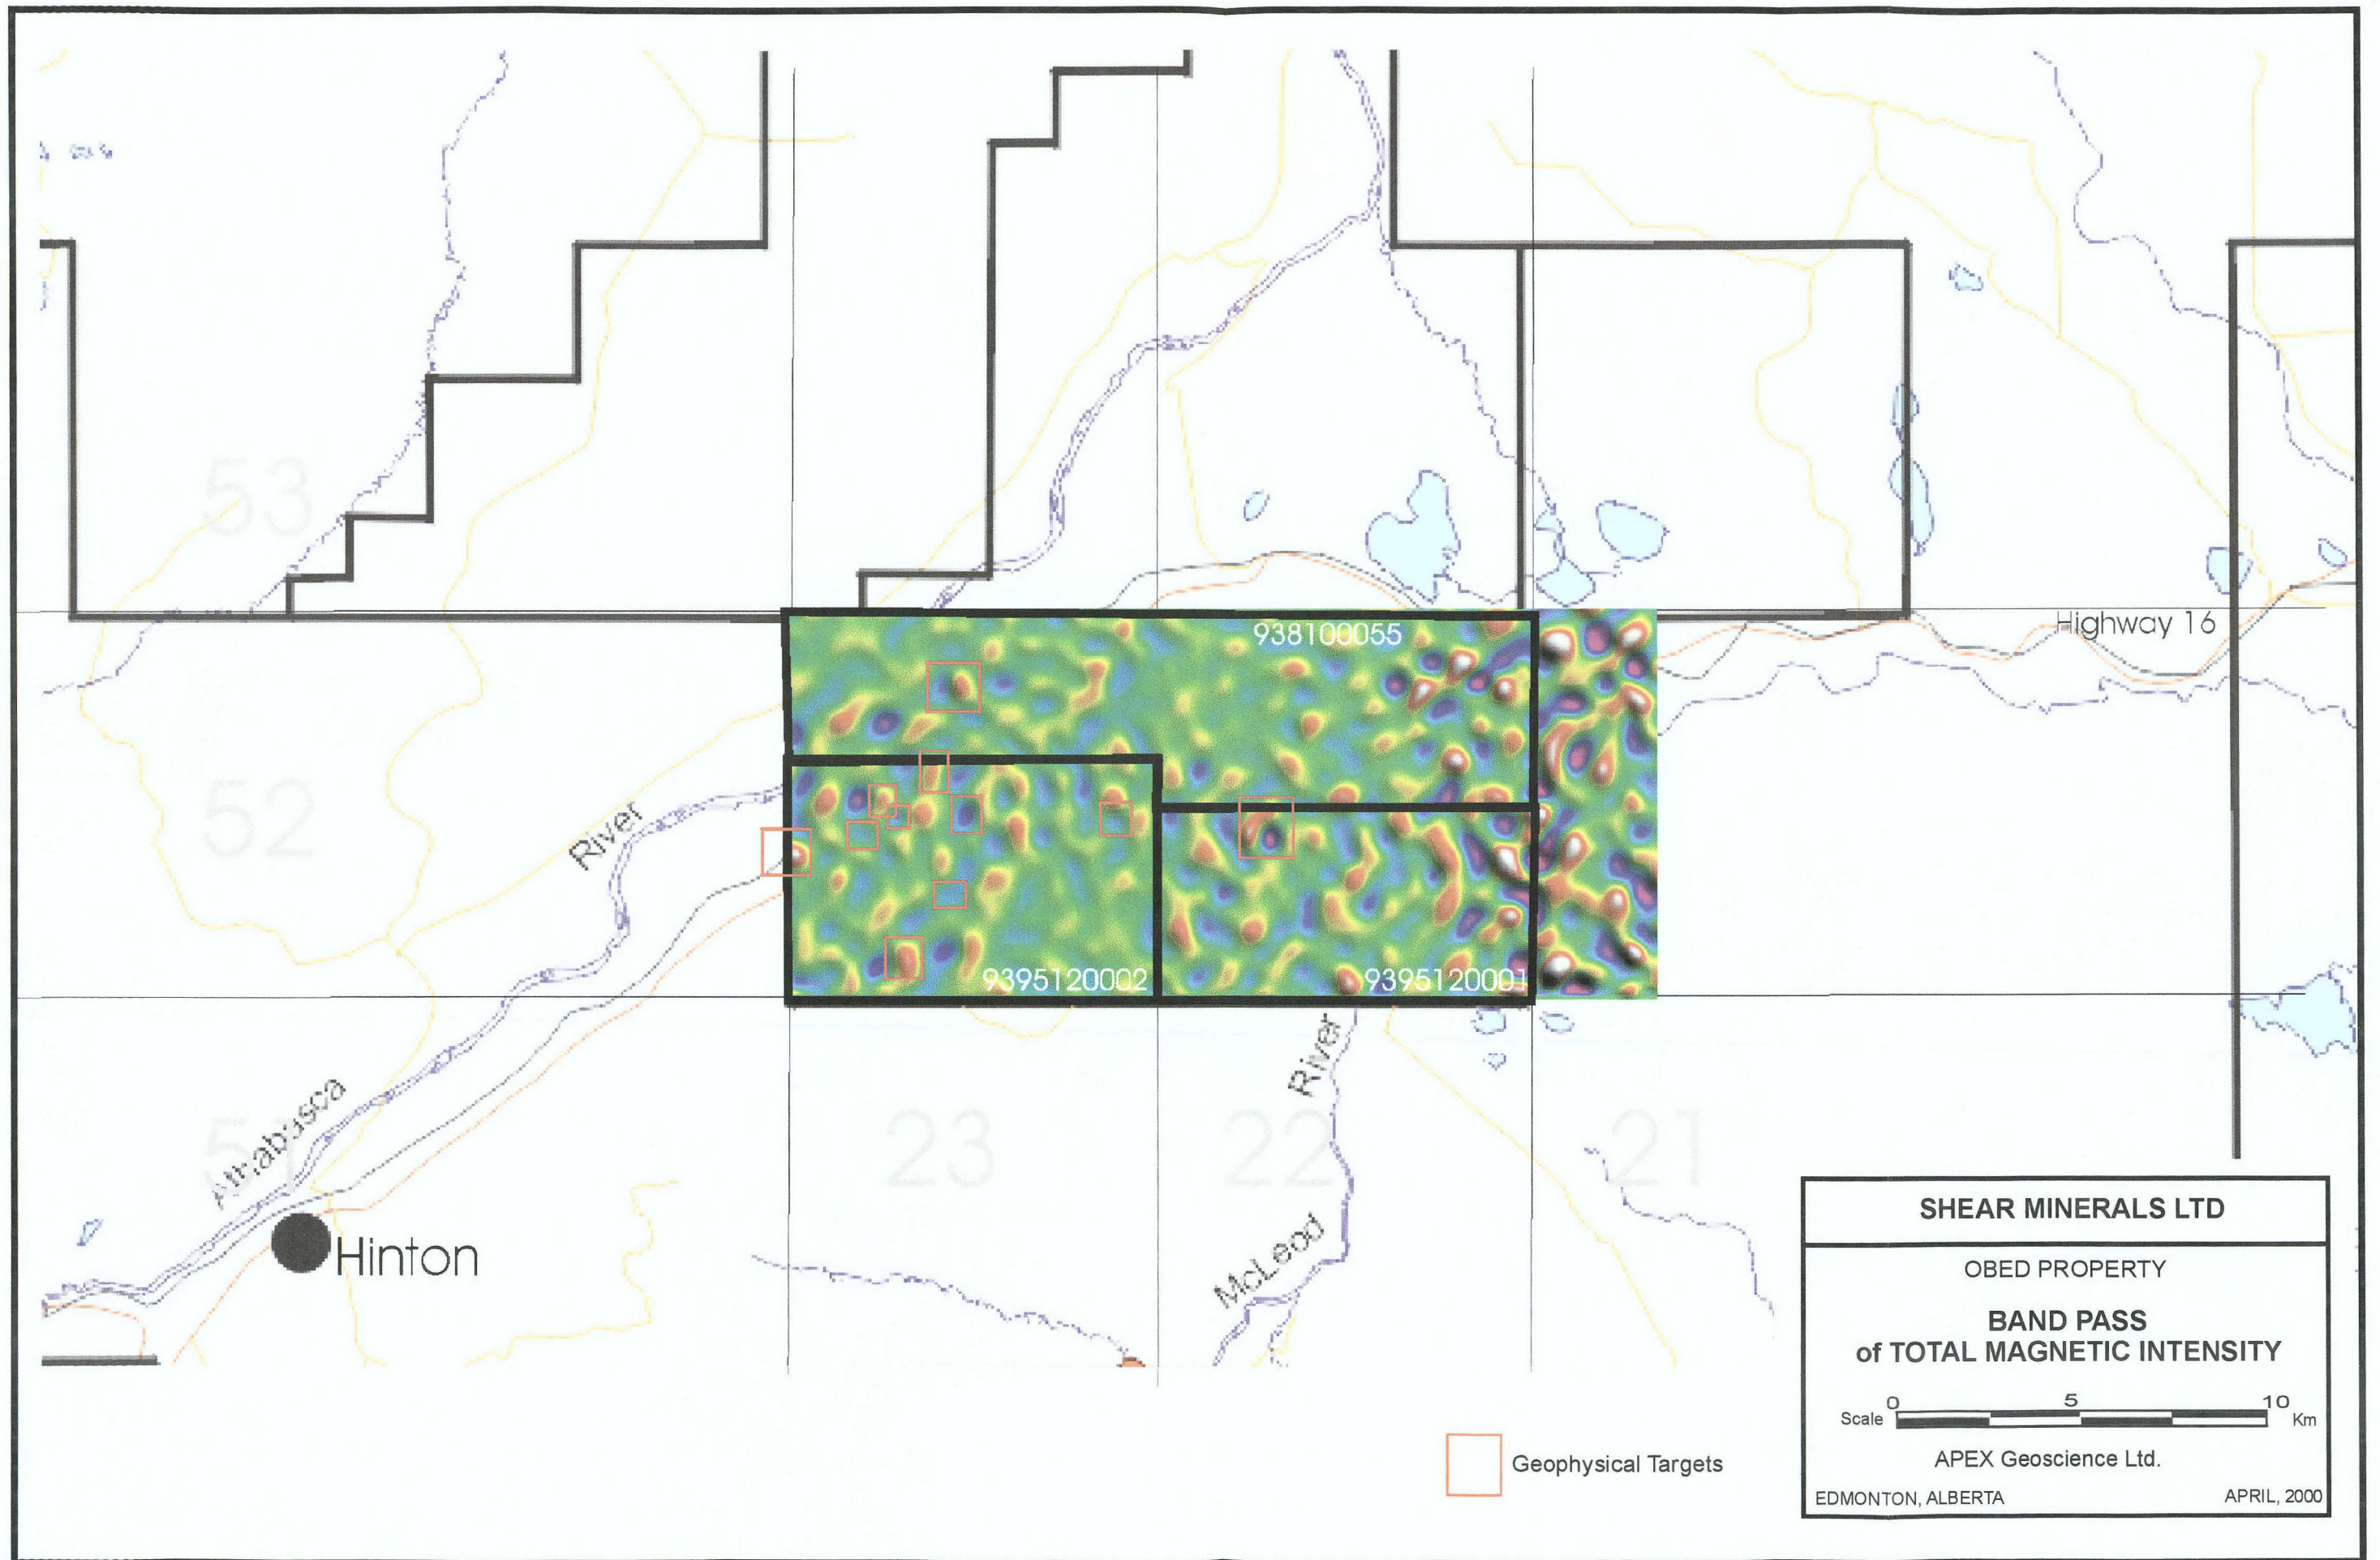 53
938100055
Highway 16
52
River
9395120002
9395120001
River
51
Athabasca
23
22
21
McLeod
Hinton
SHEAR MINERALS LTD
OBED PROPERTY
BAND PASS
of TOTAL MAGNETIC INTENSITY
0 5 10
Scale Km
Geophysical Targets
APEX Geoscience Ltd.
EDMONTON, ALBERTA APRIL, 2000